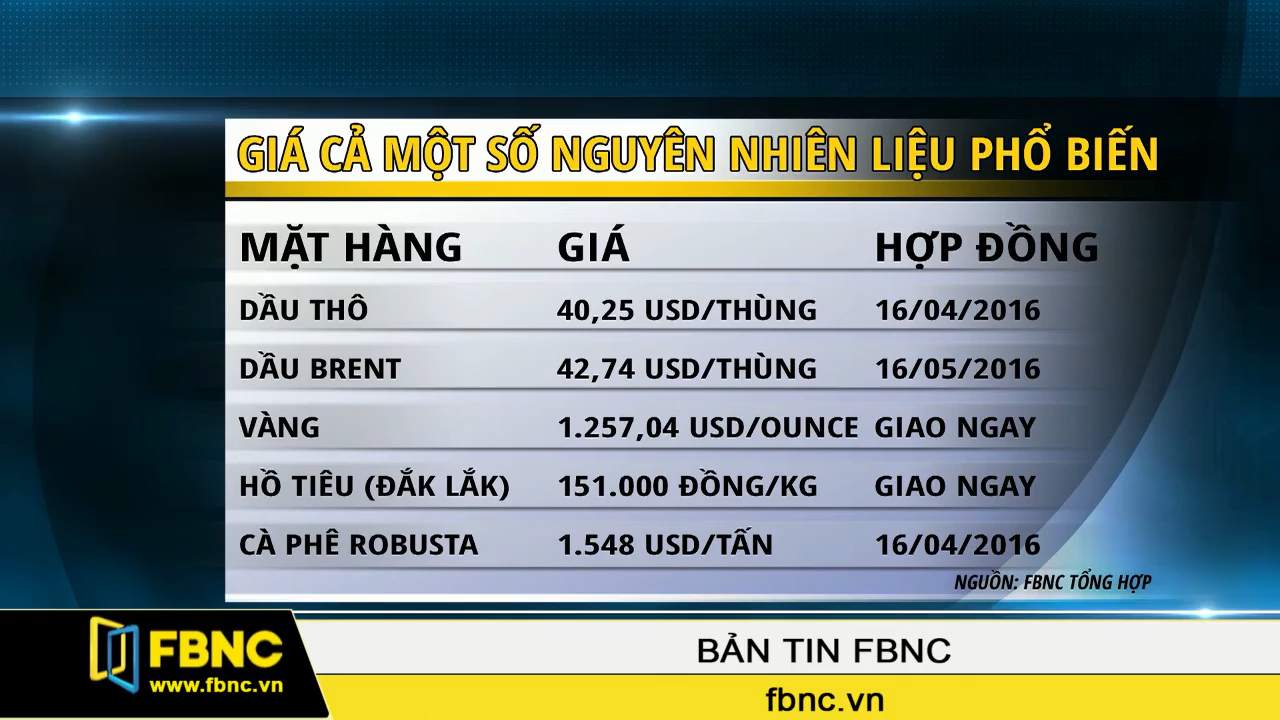 GIÁ CẢ MỘT SỐ NGUYÊN NHIÊN LIỆU PHỔ BIẾN
MẶT HÀNG GIÁ HỢP ĐỒNG
DẦU THÔ 40,25 USD/THÙNG 16/04/2016
DẦU BRENT 42,74 USD/THÙNG 16/05/2016
VÀNG 1.257,04 USD/OUNCE GIAO NGAY
HỒ TIÊU (ĐẮK LẮK) 151.000 ĐỒNG/KG GIAO NGAY
CÀ PHÊ ROBUSTA 1.548 USD/TẤN 16/04/2016
NGUỒN: FBNC TỔNG HỢP
FBNC
www.fbnc.vn
BẢN TIN FBNC
fbnc.vn